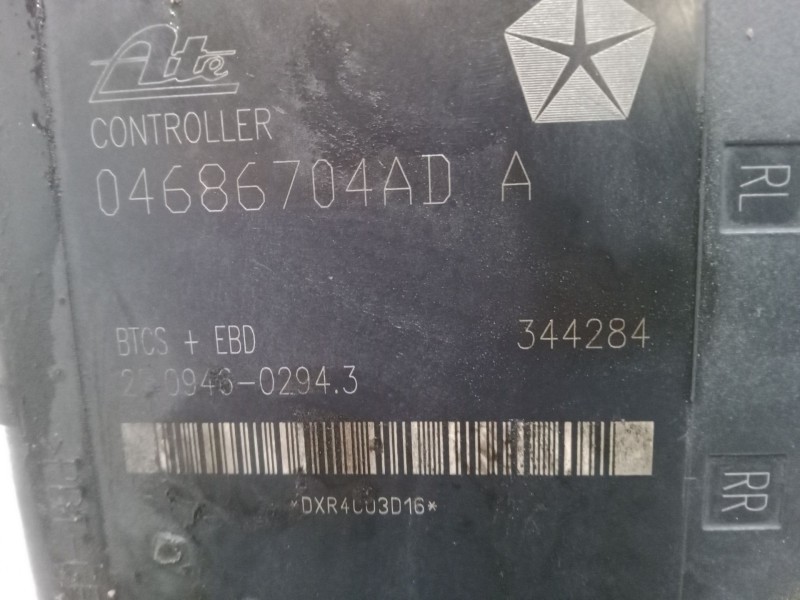 Ate
CONTROLLER
04686704AD A
BTCS + EBD
344284
RL
RR